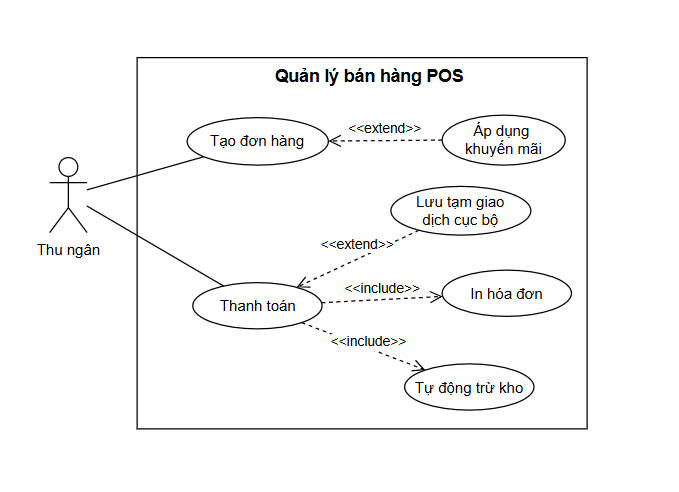 Quản lý bán hàng POS
Tạo đơn hàng
<<extend>>
Áp dụng
khuyến mãi
Thu ngân
Lưu tạm giao
dịch cục bộ
<<extend>>
Thanh toán
<<include>>
In hóa đơn
<<include>>
Tự động trừ kho